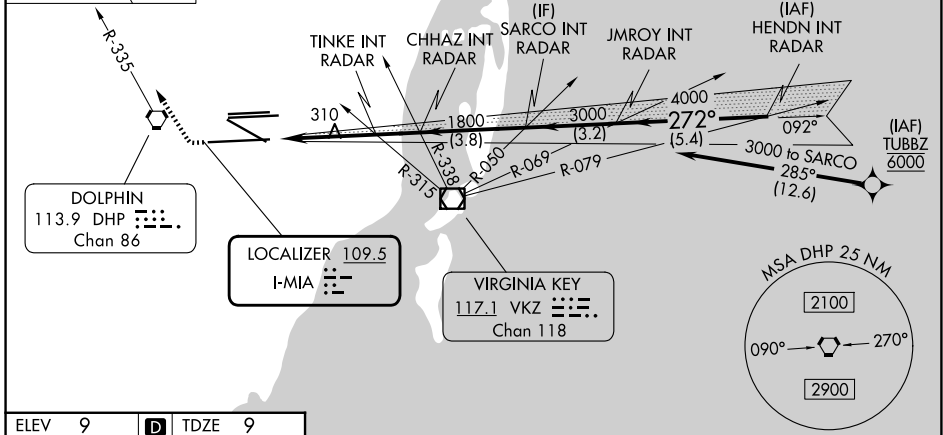 R-335
TINKE INT
RADAR
CHHAZ INT
RADAR
(IF)
SARCO INT
RADAR
JMROY INT
RADAR
(IAF)
HENDN INT
RADAR
310
1800
(3.8)
3000
(3.2)
4000
272°
(5.4)
092°
3000 to SARCO
285°
(12.6)
(IAF)
TUBBZ
6000
R-315
R-338
R-050
R-069
R-079
DOLPHIN
113.9 DHP
Chan 86
LOCALIZER 109.5
I-MIA
VIRGINIA KEY
117.1 VKZ
Chan 118
MSA DHP 25 NM
2100
090°
270°
2900
ELEV 9
D
TDZE 9